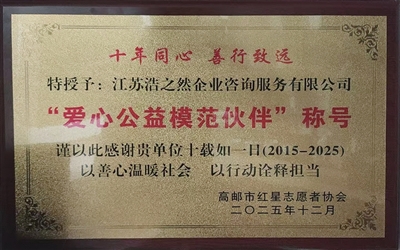 十年同心 善行致远
特授予：江苏浩之然企业咨询服务有限公司
“爱心公益模范伙伴”称号
谨以此感谢贵单位十载如一日(2015-2025)
以善心温暖社会 以行动诠释担当
高邮市红星志愿者协会
二〇二五年十二月